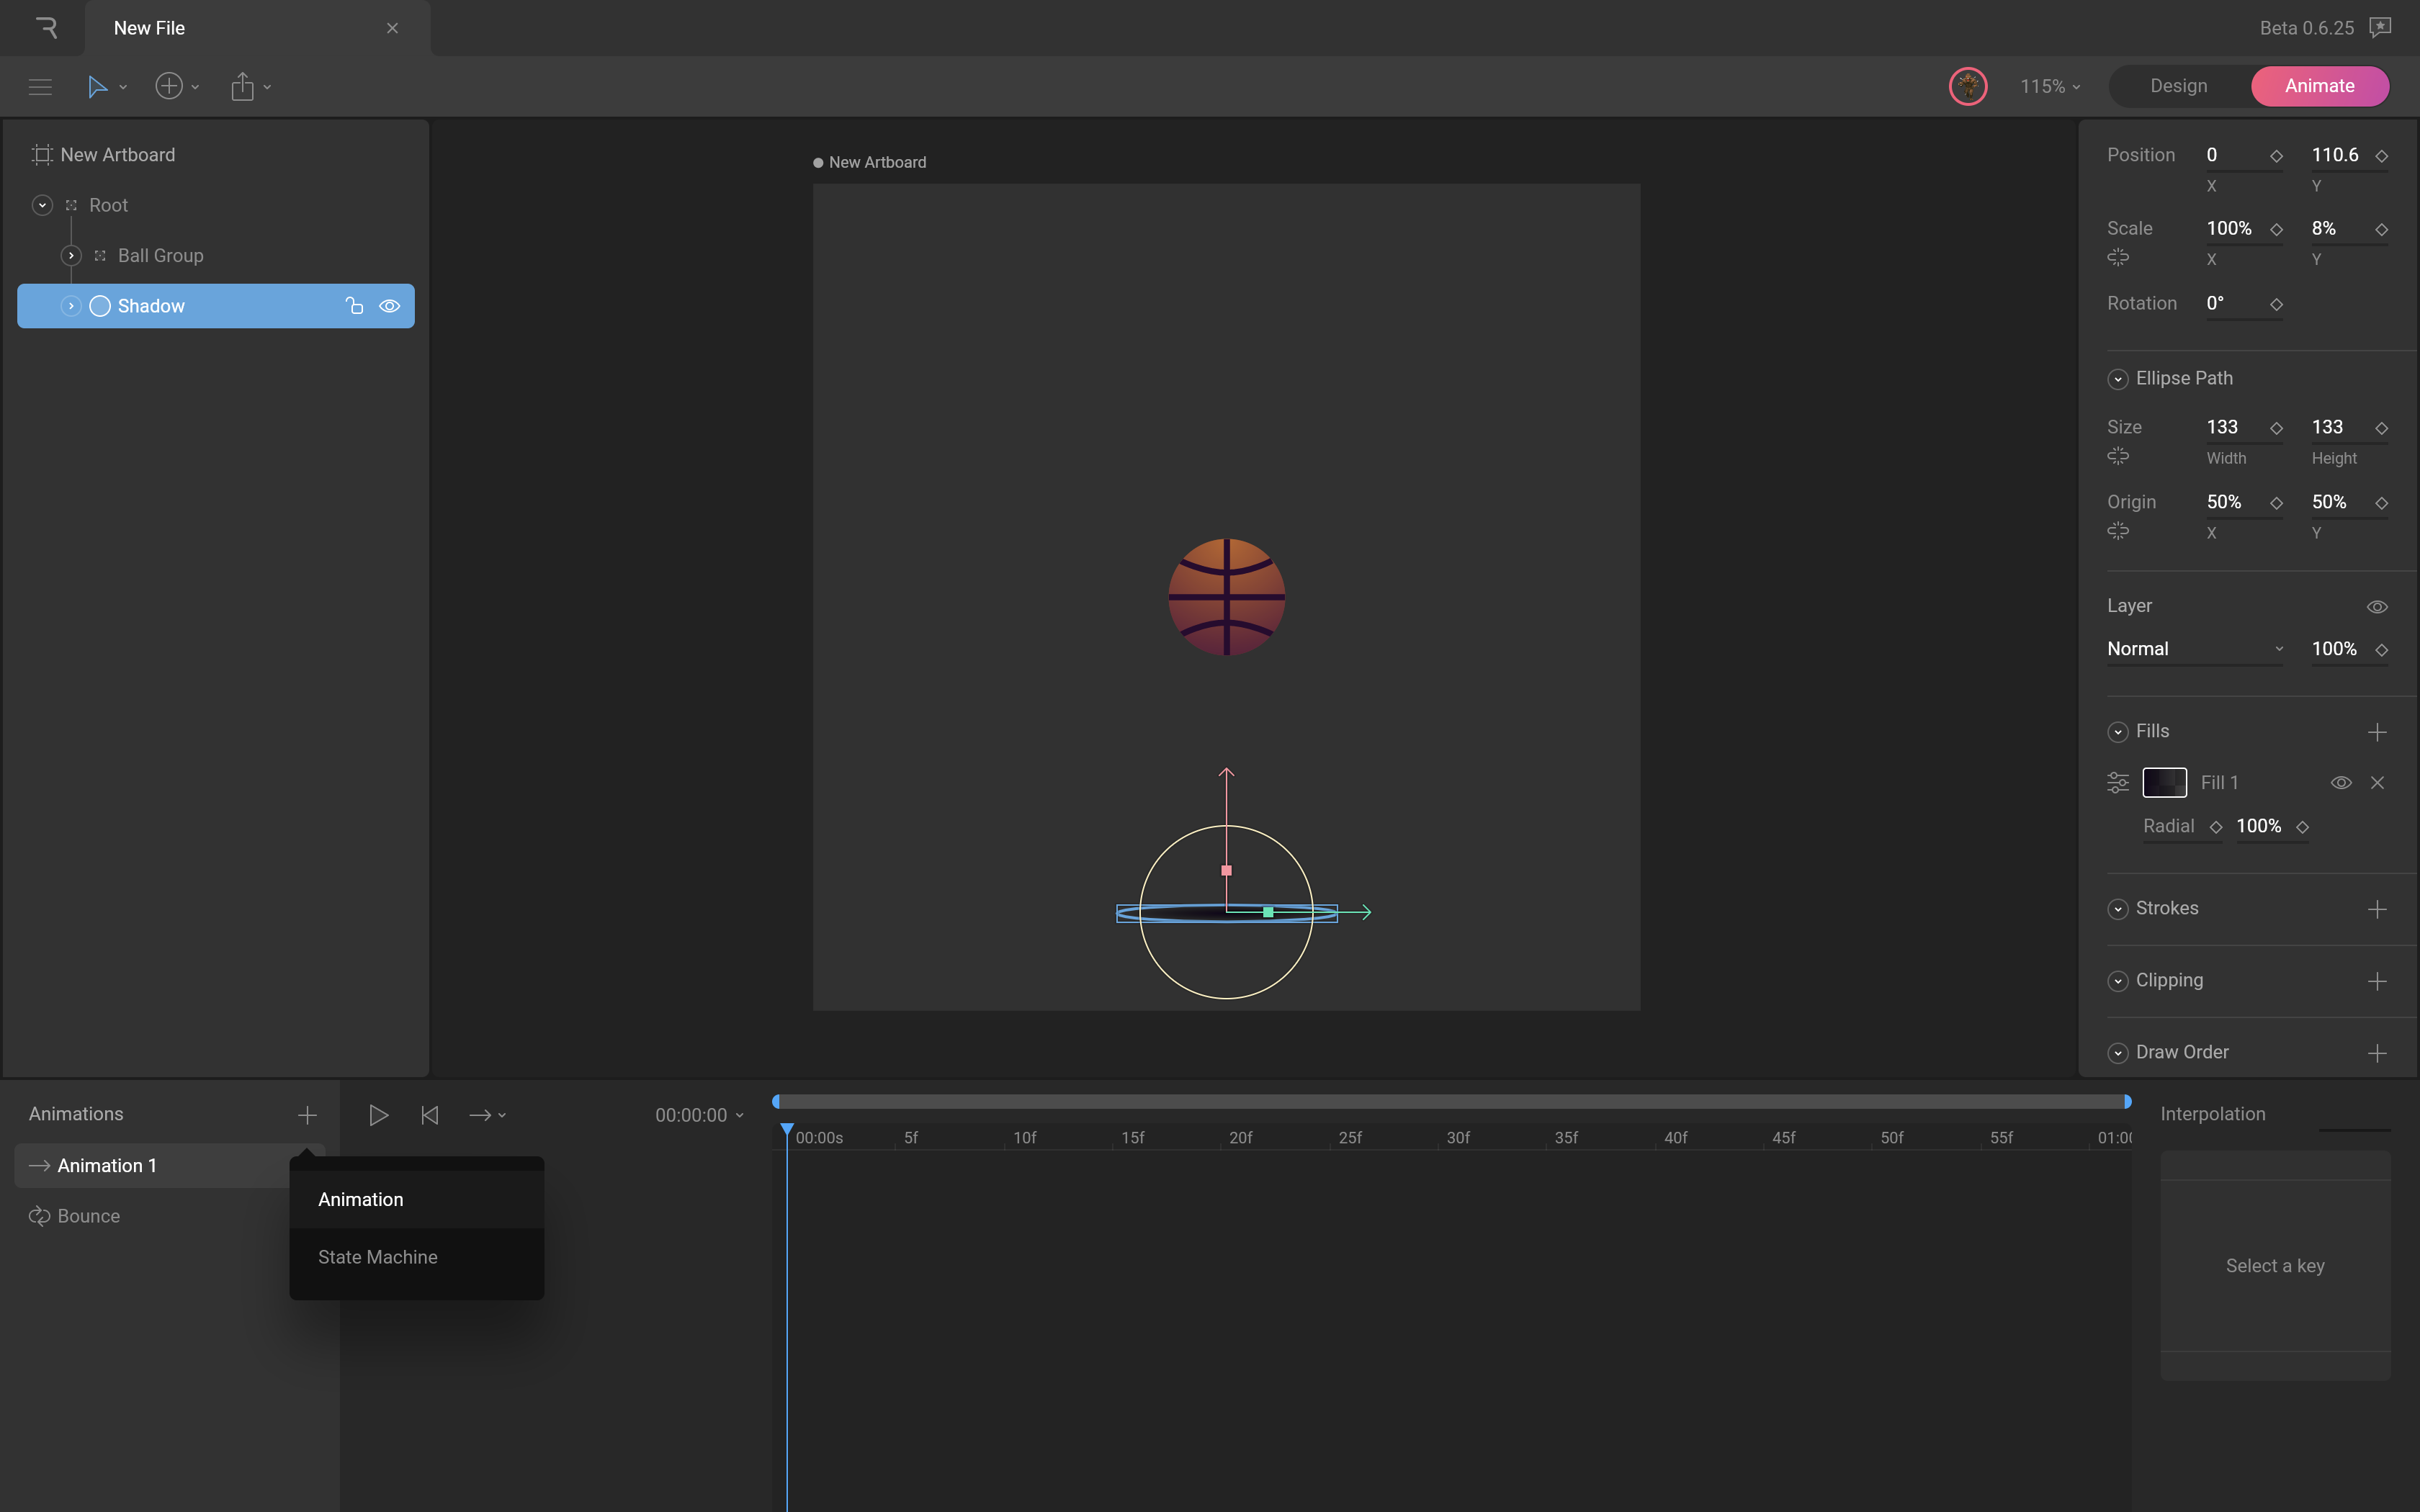 New File
Beta 0.6.25
115%
Design
Animate
New Artboard
Root
Ball Group
Shadow
New Artboard
Position 0 110.6
X Y
Scale 100% 8%
X Y
Rotation 0°
Ellipse Path
Size 133 133
Width Height
Origin 50% 50%
X Y
Layer
Normal 100%
Fills
Fill 1
Radial 100%
Strokes
Clipping
Draw Order
Animations
Animation 1
Bounce
Animation
State Machine
00:00:00
00:00s 5f 10f 15f 20f 25f 30f 35f 40f 45f 50f 55f 01:00
Interpolation
Select a key